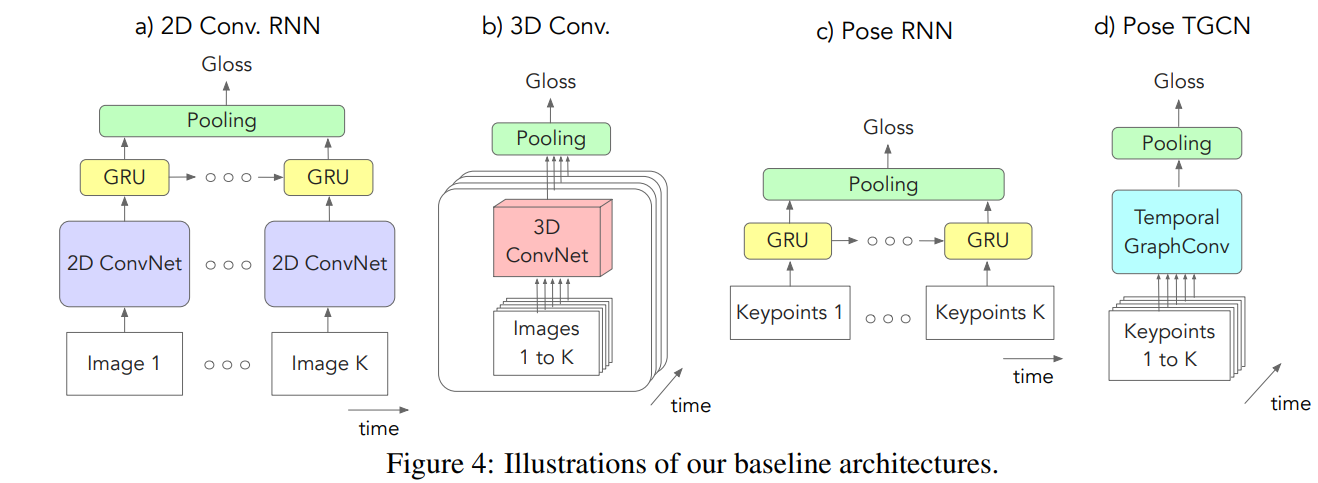 a) 2D Conv. RNN
Gloss
Pooling
GRU
GRU
2D ConvNet
2D ConvNet
Image 1
Image K
time
b) 3D Conv.
Gloss
Pooling
3D
ConvNet
Images
1 to K
time
c) Pose RNN
Gloss
Pooling
GRU
GRU
Keypoints 1
Keypoints K
time
d) Pose TGCN
Gloss
Pooling
Temporal
GraphConv
Keypoints
1 to K
time
Figure 4: Illustrations of our baseline architectures.